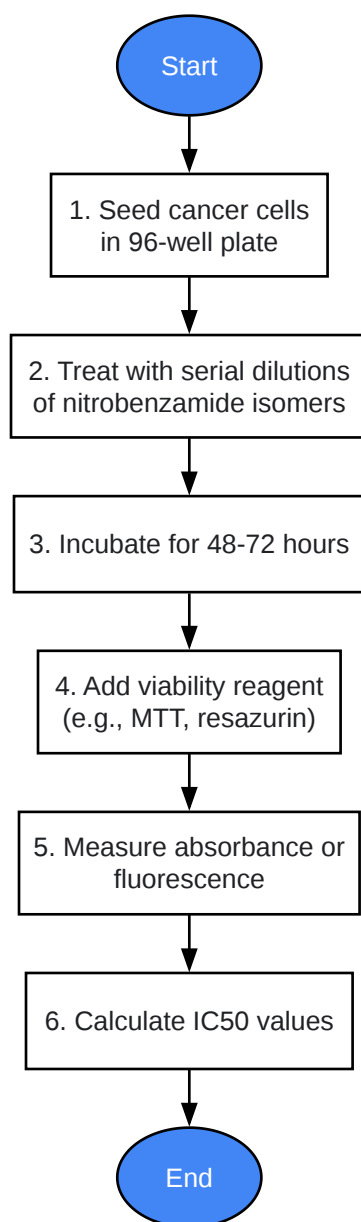 Start
1. Seed cancer cells
in 96-well plate
2. Treat with serial dilutions
of nitrobenzamide isomers
3. Incubate for 48-72 hours
4. Add viability reagent
(e.g., MTT, resazurin)
5. Measure absorbance or
fluorescence
6. Calculate IC50 values
End